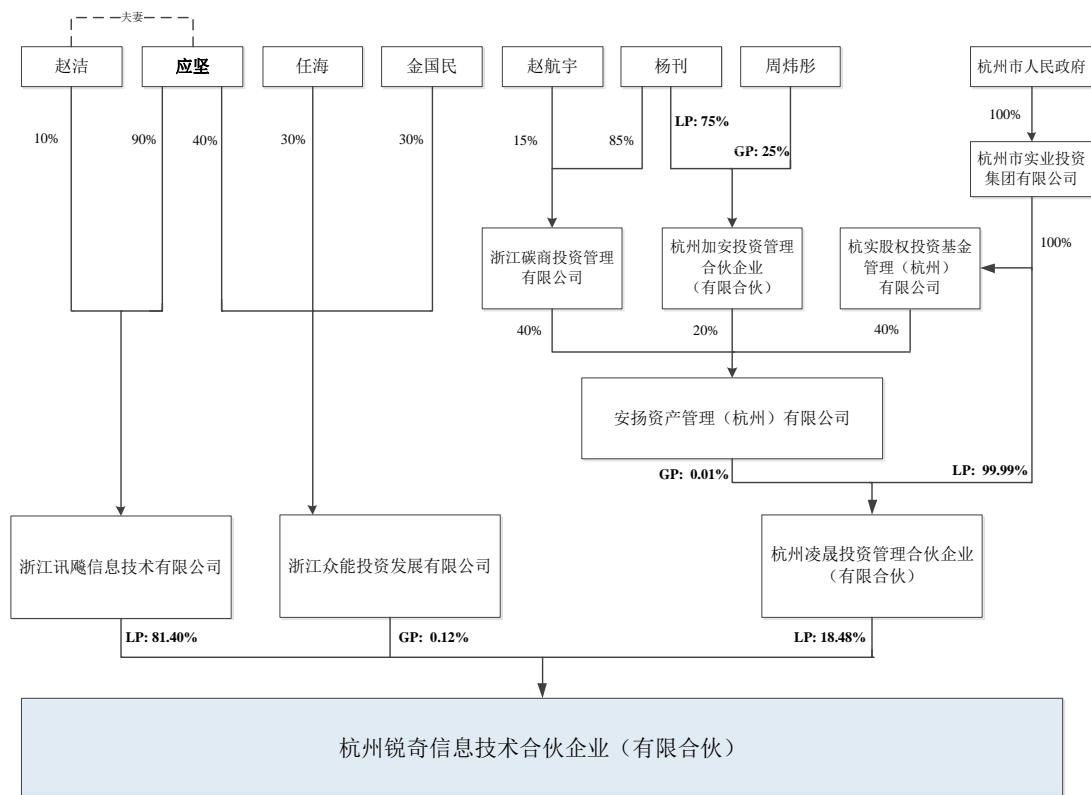 夫妻
赵洁
应坚
任海
金国民
赵航宇
杨刊
周炜彤
杭州市人民政府
10%
90%
40%
30%
30%
15%
85%
LP: 75%
GP: 25%
100%
杭州市实业投资
集团有限公司
100%
浙江碳商投资管理
有限公司
杭州加安投资管理
合伙企业
（有限合伙）
杭实股权投资基金
管理（杭州）
有限公司
40%
20%
40%
安扬资产管理（杭州）有限公司
GP: 0.01%
LP: 99.99%
浙江讯飚信息技术有限公司
浙江众能投资发展有限公司
杭州凌晟投资管理合伙企业
（有限合伙）
LP: 81.40%
GP: 0.12%
LP: 18.48%
杭州锐奇信息技术合伙企业（有限合伙）